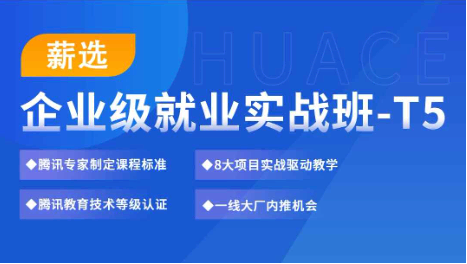 薪选
HUACE
企业级就业实战班-T5
◆腾讯专家制定课程标准
◆8大项目实战驱动教学
◆腾讯教育技术等级认证
◆一线大厂内推机会